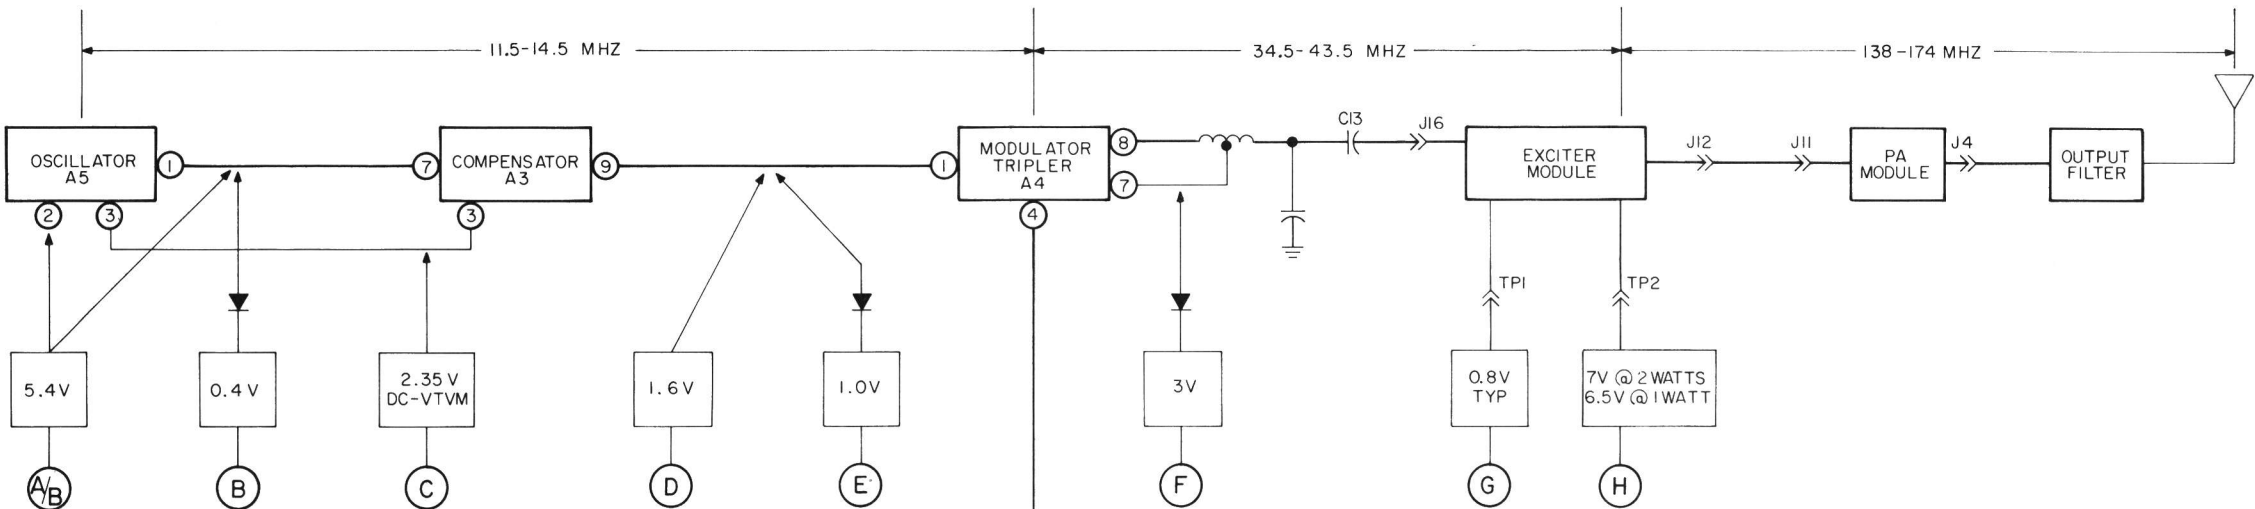 11.5-14.5 MHZ
34.5-43.5 MHZ
138-174 MHZ
OSCILLATOR
A5
1
2
3
7
COMPENSATOR
A3
9
3
1
MODULATOR
TRIPLER
A4
8
7
4
C13
J16
EXCITER
MODULE
J12
J11
PA
MODULE
J4
OUTPUT
FILTER
TP1
TP2
5.4V
0.4V
2.35V
DC-VTVM
1.6V
1.0V
3V
0.8V
TYP
7V @ 2 WATTS
6.5V @ 1 WATT
A/B
B
C
D
E
F
G
H